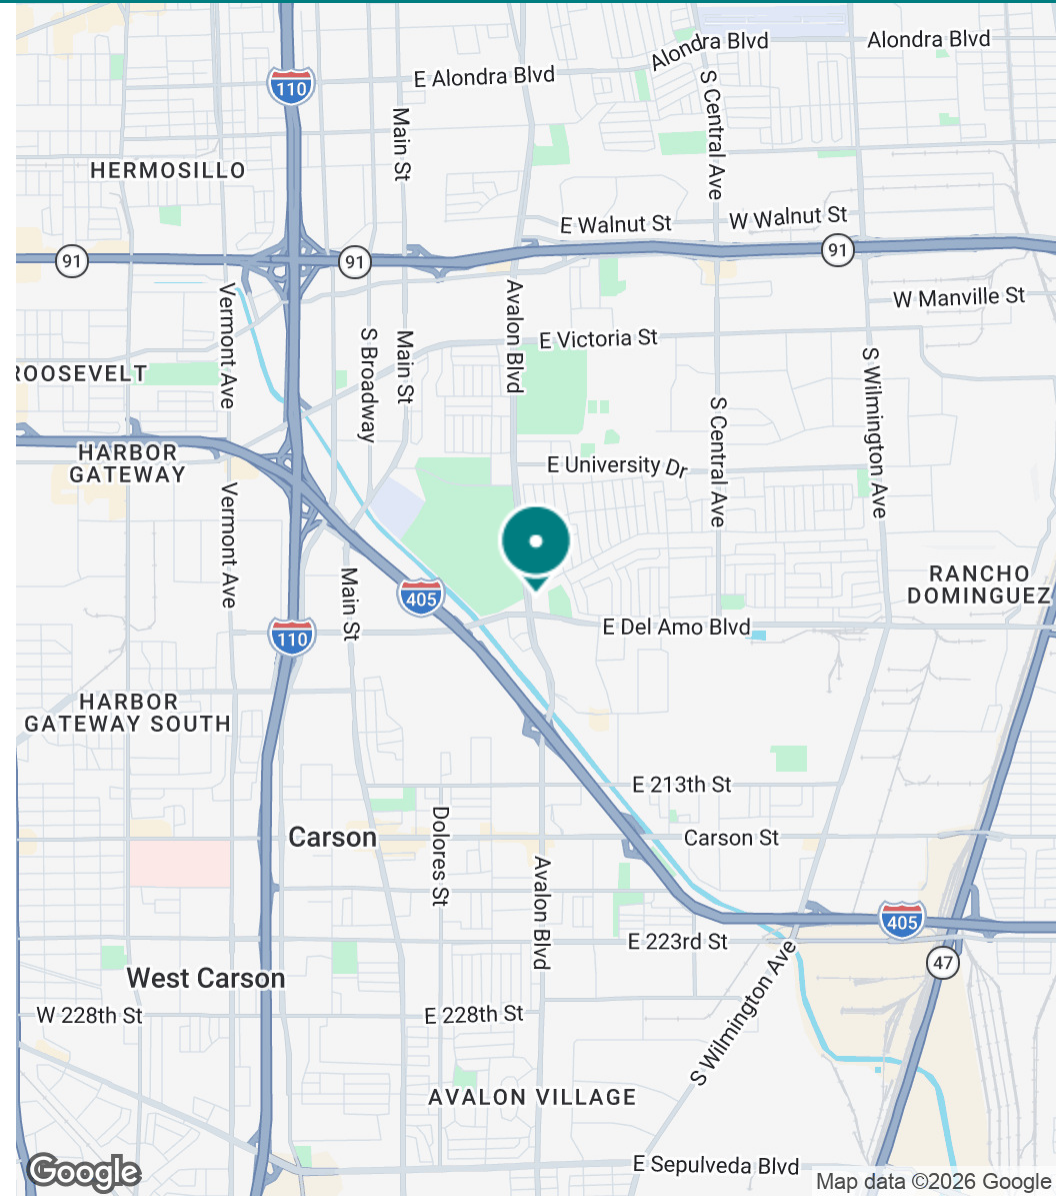 Alondra Blvd
Alondra Blvd
E Alondra Blvd
110
S Central Ave
Main St
HERMOSILLO
W Walnut St
E Walnut St
91
91
91
Vermont Ave
Avalon Blvd
W Manville St
S Broadway
Main St
E Victoria St
S Wilmington Ave
ROOSEVELT
S Central Ave
HARBOR
GATEWAY
E University Dr
Vermont Ave
Main St
405
RANCHO
DOMINGUEZ
110
E Del Amo Blvd
HARBOR
GATEWAY SOUTH
E 213th St
Dolores St
Carson
Carson St
Avalon Blvd
405
E 223rd St
47
West Carson
S Wilmington Ave
W 228th St
E 228th St
AVALON VILLAGE
E Sepulveda Blvd
Google
Map data ©2026 Google